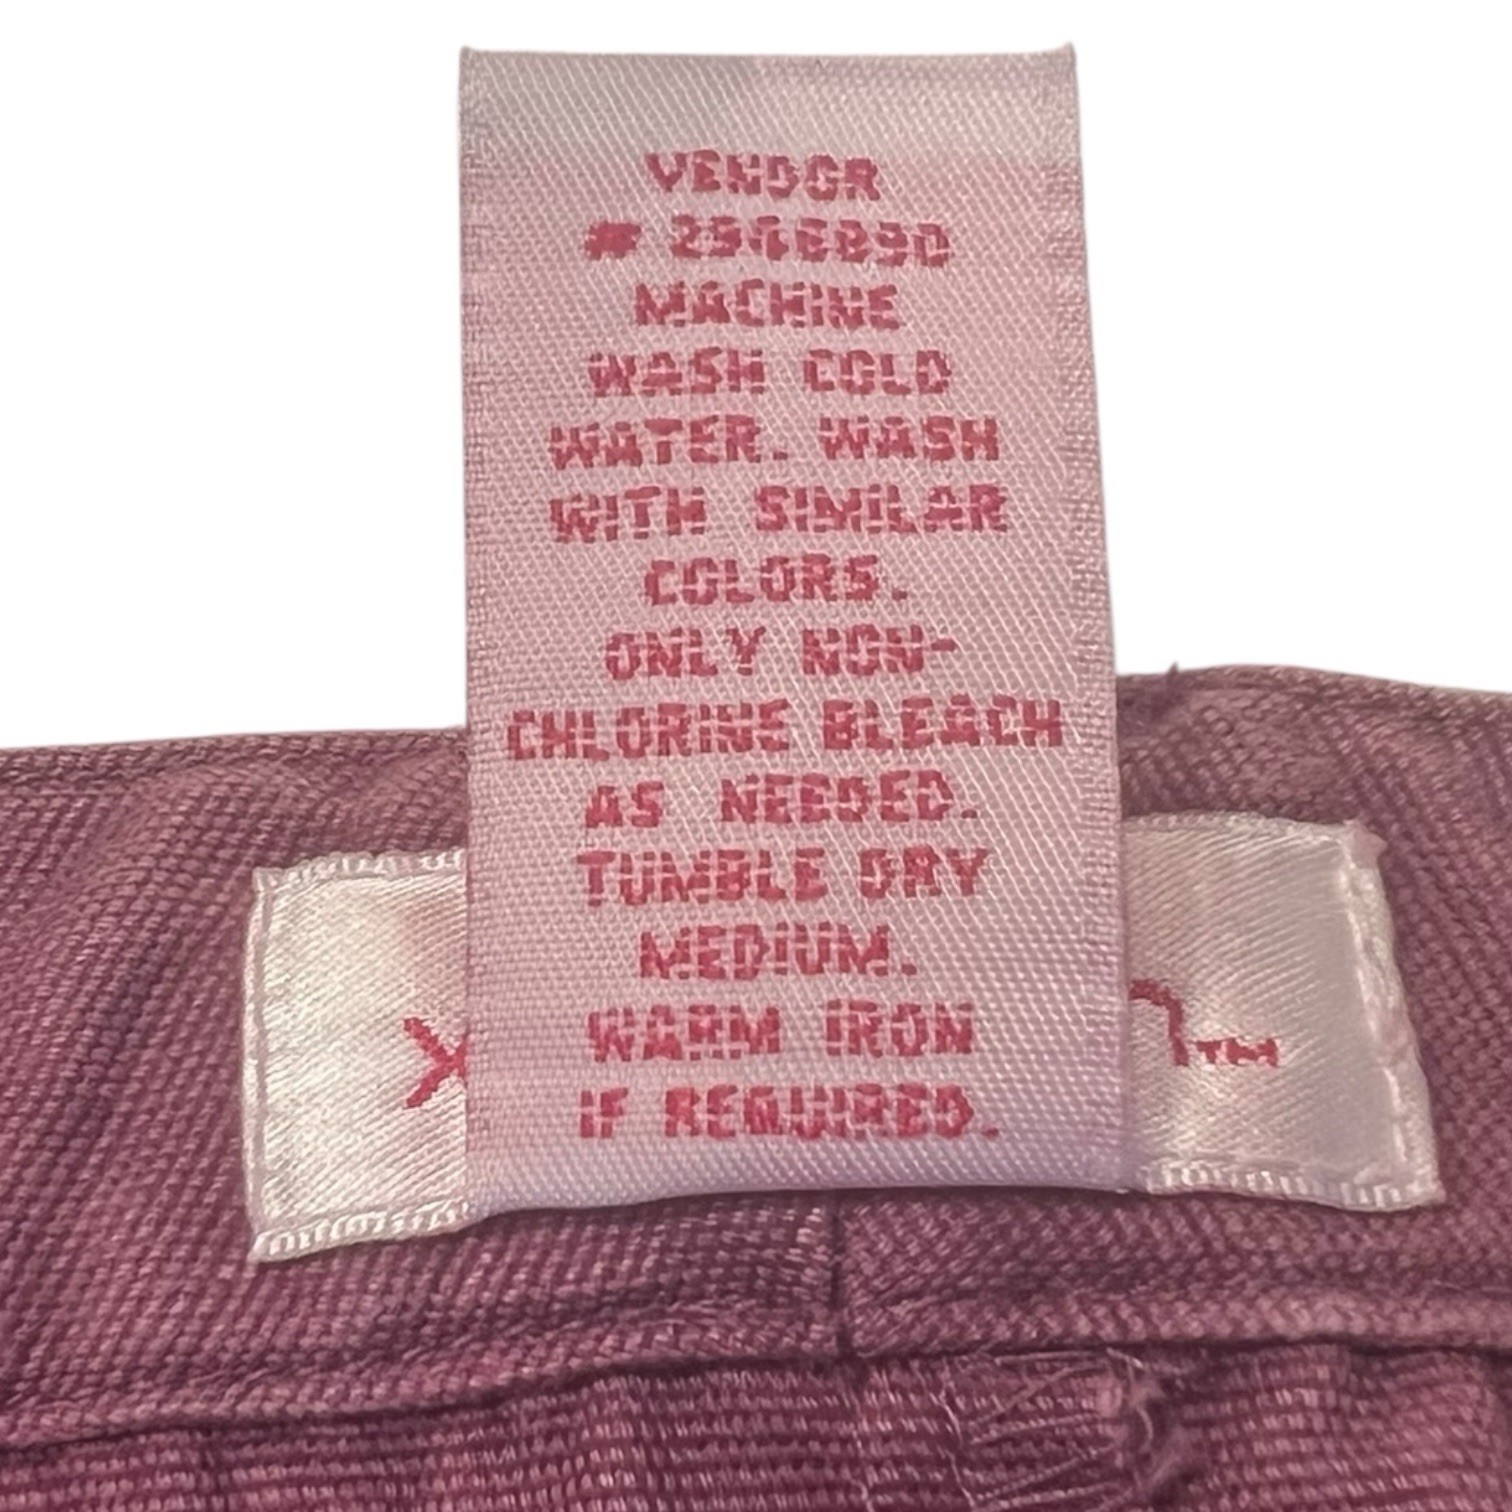 VENDOR
#
MACHINE
WASH COLD
WATER. WASH
WITH SIMILAR
COLORS.
ONLY NON-
CHLORINE BLEACH
AS NEEDED.
TUMBLE DRY
MEDIUM.
WARM IRON
IF REQUIRED.